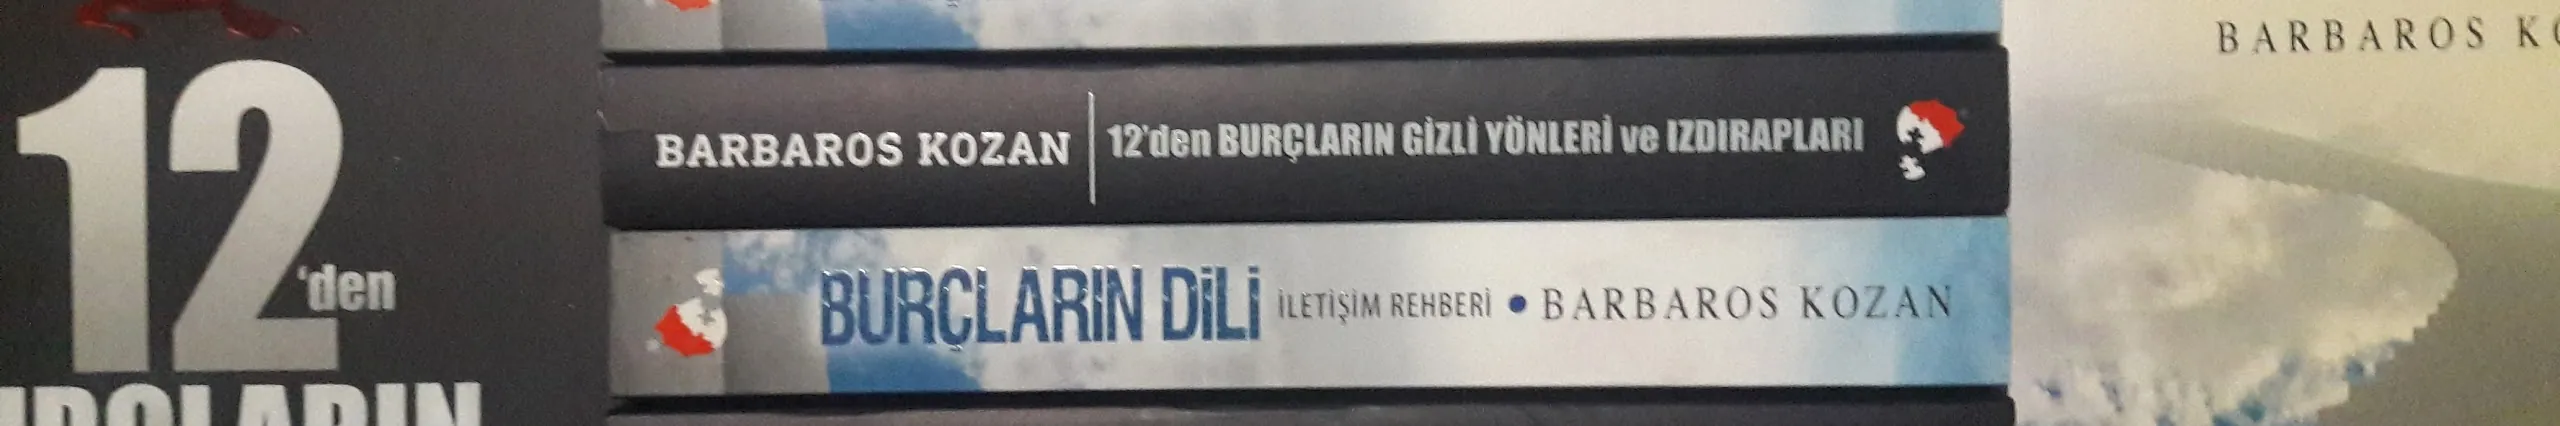 12'den
BARBAROS KOZAN 12'den BURÇLARIN GİZLİ YÖNLERİ ve IZDIRAPLARI
BURÇLARIN DİLİ İLETİŞİM REHBERİ • BARBAROS KOZAN
BARBAROS